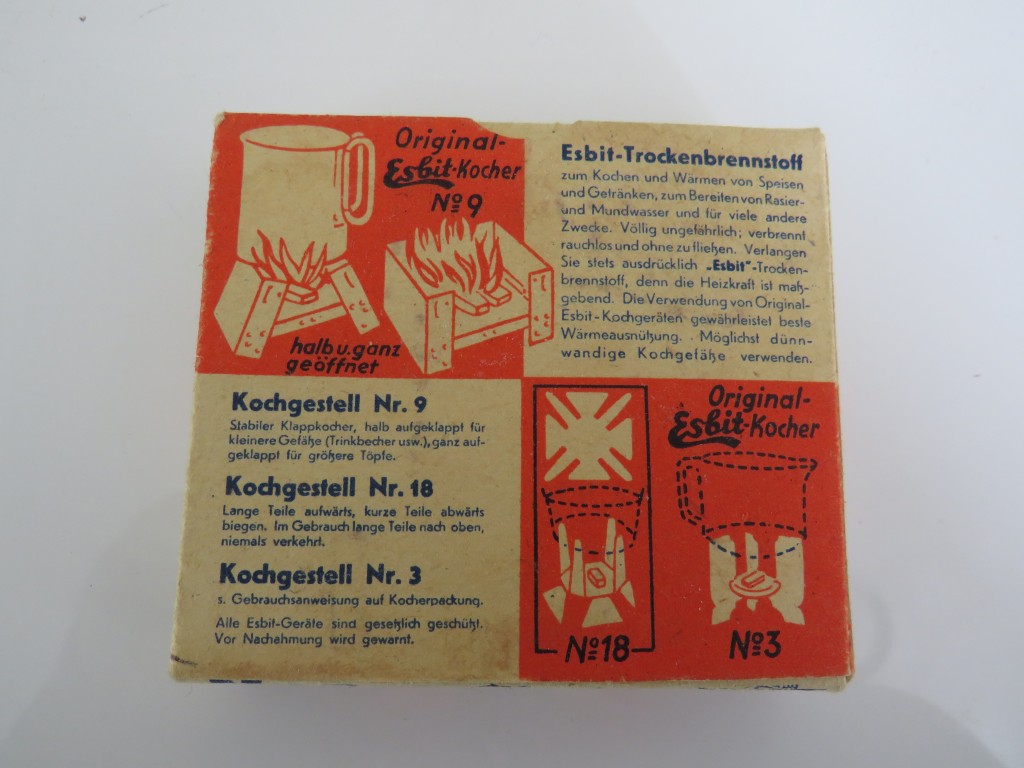 Original-
Esbit-Kocher
№ 9
halb u. ganz
geöffnet
Esbit-Trockenbrennstoff
zum Kochen und Wärmen von Speisen
und Getränken, zum Bereiten von Rasier-
und Mundwasser und für viele andere
Zwecke. Völlig ungefährlich; verbrennt
rauchlos und ohne zu fließen. Verlangen
Sie stets ausdrücklich „Esbit"-Trocken-
brennstoff, denn die Heizkraft ist maß-
gebend. Die Verwendung von Original-
Esbit-Kochgeräten gewährleistet beste
Wärmeausnützung. Möglichst dünn-
wandige Kochgefäße verwenden.
Kochgestell Nr. 9
Stabiler Klappkocher, halb aufgeklappt für
kleinere Gefäße (Trinkbecher usw.), ganz auf-
geklappt für größere Töpfe.
Kochgestell Nr. 18
Lange Teile aufwärts, kurze Teile abwärts
biegen. Im Gebrauch lange Teile nach oben,
niemals verkehrt.
Kochgestell Nr. 3
s. Gebrauchsanweisung auf Kocherpackung.
Alle Esbit-Geräte sind gesetzlich geschützt.
Vor Nachahmung wird gewarnt.
Original-
Esbit-Kocher
№ 18
№ 3